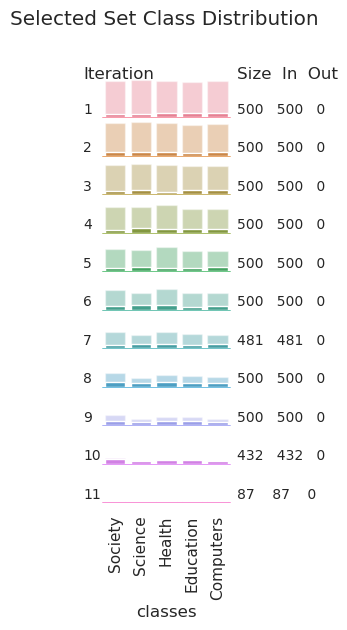 Selected Set Class Distribution
Iteration Size In Out
1 500 500 0
2 500 500 0
3 500 500 0
4 500 500 0
5 500 500 0
6 500 500 0
7 481 481 0
8 500 500 0
9 500 500 0
10 432 432 0
11 87 87 0
Society
Science
Health
Education
Computers
classes